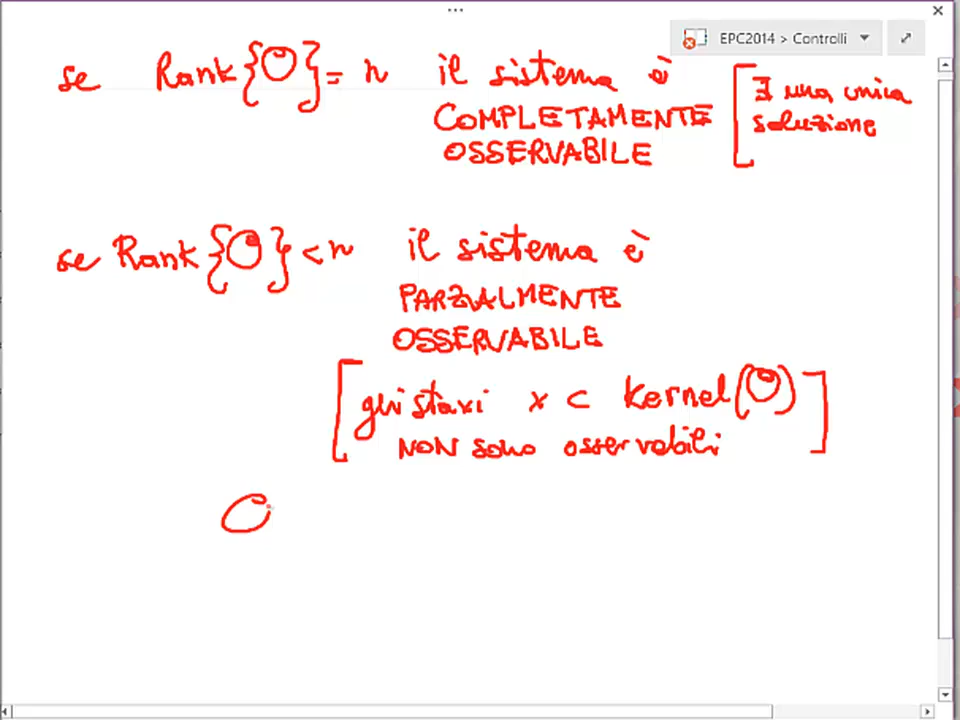 EPC2014 > Controlli
se Rank{O} = n il sistema è
COMPLETAMENTE
OSSERVABILE
[∃ una unica
soluzione
se Rank{O} < n il sistema è
PARZIALMENTE
OSSERVABILE
[gli stati x ⊂ kernel(O)
NON sono osservabili]
O